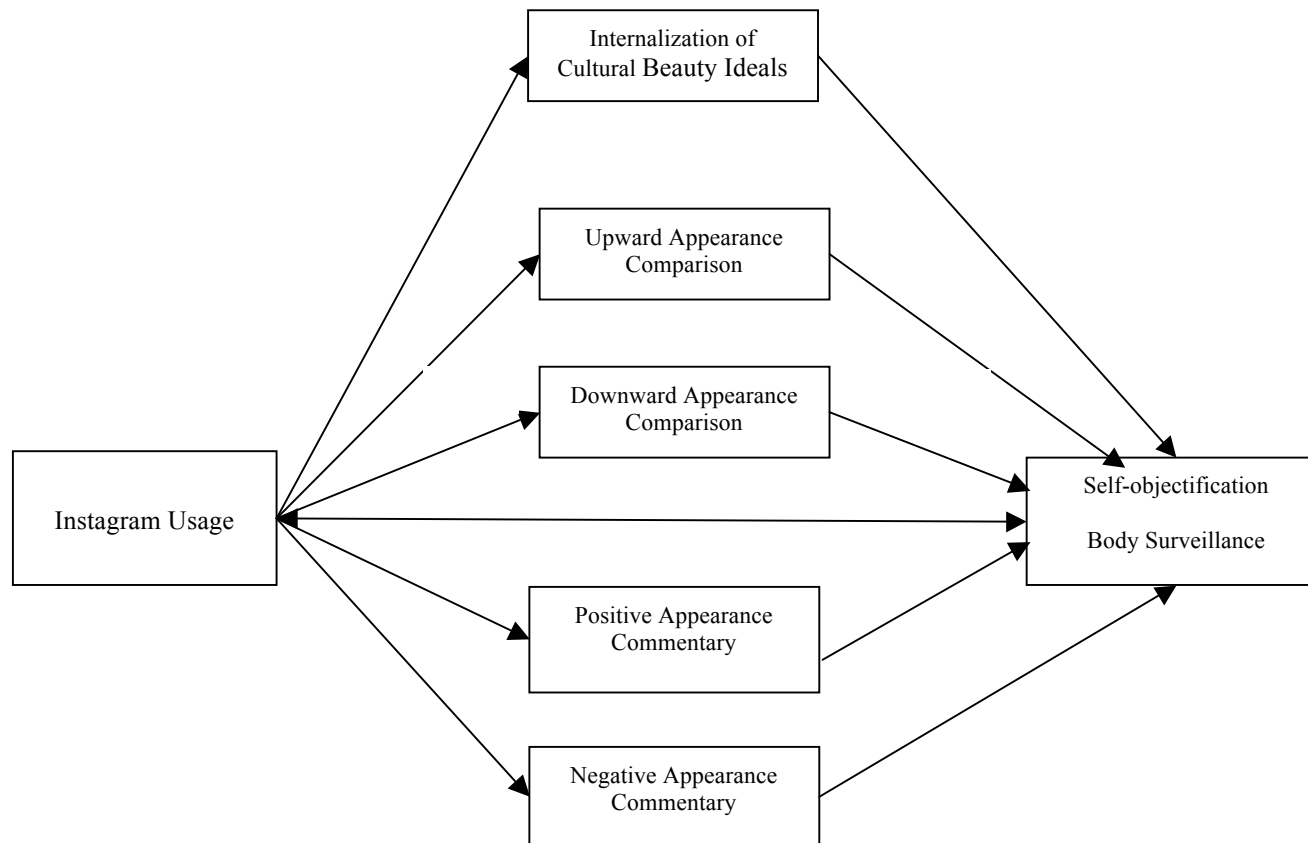 Internalization of
Cultural Beauty Ideals
Upward Appearance
Comparison
Downward Appearance
Comparison
Instagram Usage
Self-objectification
Body Surveillance
Positive Appearance
Commentary
Negative Appearance
Commentary